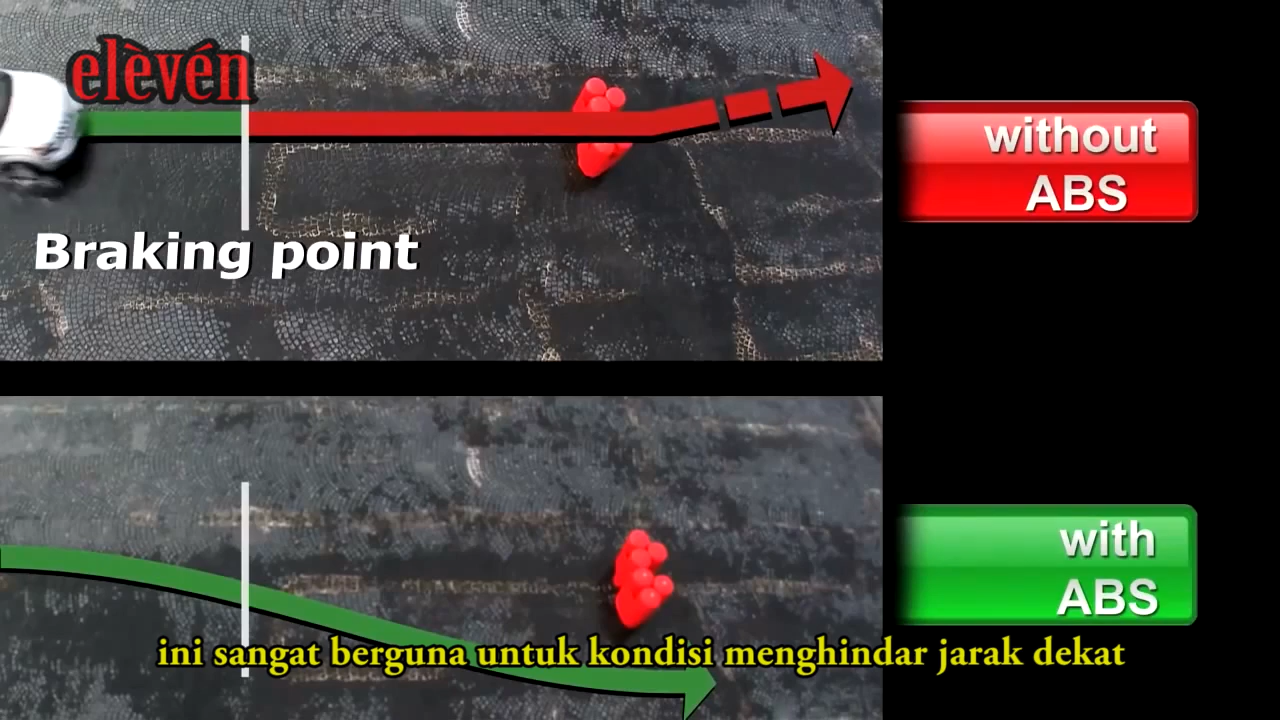 elèvén
without
ABS
Braking point
with
ABS
ini sangat berguna untuk kondisi menghindar jarak dekat